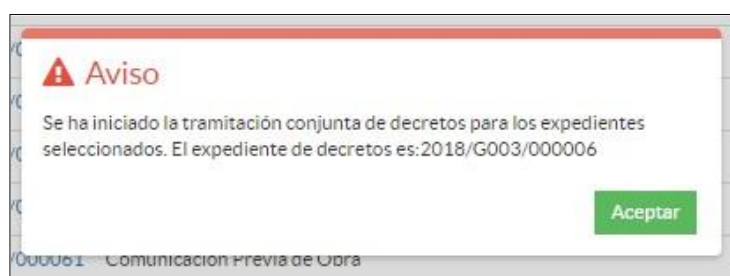 Aviso
Se ha iniciado la tramitación conjunta de decretos para los expedientes
seleccionados. El expediente de decretos es:2018/G003/000006
Aceptar
/000061 Comunicación Previa de Obra